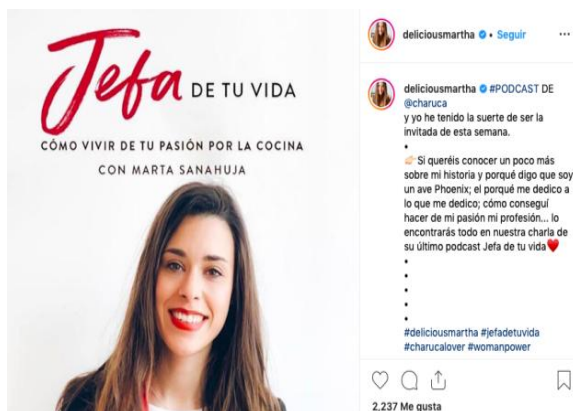 Jefa DE TU VIDA
CÓMO VIVIR DE TU PASIÓN POR LA COCINA
CON MARTA SANAHUJA
deliciousmartha • Seguir
deliciousmartha #PODCAST DE
@charuca
y yo he tenido la suerte de ser la
invitada de esta semana.
•
👉🏻Si queréis conocer un poco más
sobre mi historia y porqué digo que soy
un ave Phoenix; el porqué me dedico a
lo que me dedico; cómo conseguí
hacer de mi pasión mi profesión... lo
encontrarás todo en nuestra charla de
su último podcast Jefa de tu vida❤️
•
•
•
•
•
#deliciousmartha #jefadetuvida
#charucalover #womanpower
2,237 Me gusta